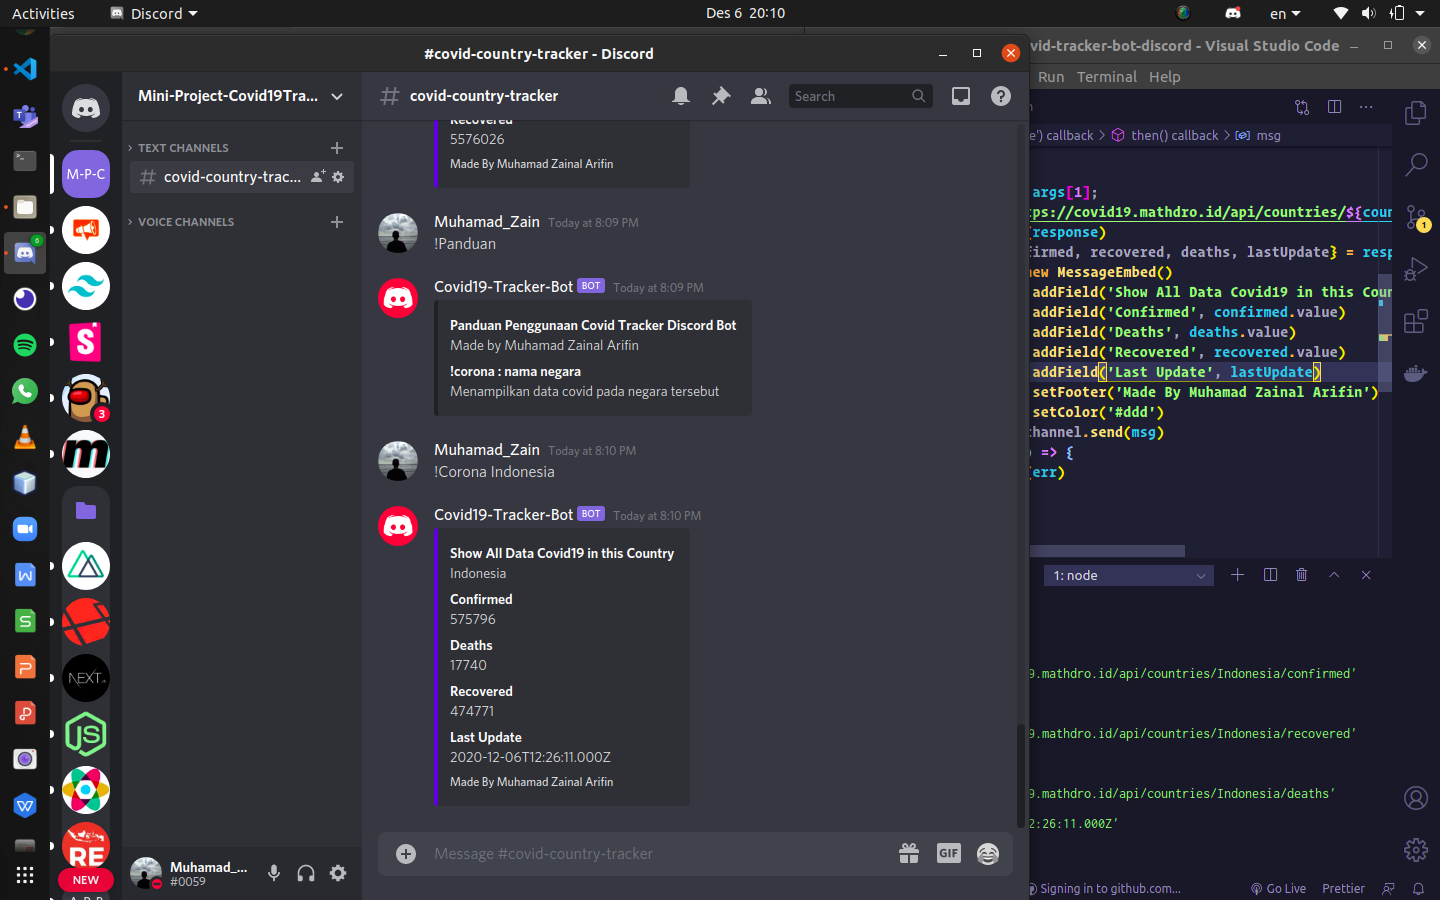 Activities
Discord
Des 6 20:10
en
#covid-country-tracker - Discord
vid-tracker-bot-discord - Visual Studio Code
Run Terminal Help
Mini-Project-Covid19Tra...
covid-country-tracker
Search
TEXT CHANNELS
covid-country-trac...
VOICE CHANNELS
M-P-C
3
NEXT
JS
RE
NEW
Recovered
5576026
Made By Muhamad Zainal Arifin
Muhamad_Zain Today at 8:09 PM
!Panduan
Covid19-Tracker-Bot BOT Today at 8:09 PM
Panduan Penggunaan Covid Tracker Discord Bot
Made by Muhamad Zainal Arifin
!corona : nama negara
Menampilkan data covid pada negara tersebut
Muhamad_Zain Today at 8:10 PM
!Corona Indonesia
Covid19-Tracker-Bot BOT Today at 8:10 PM
Show All Data Covid19 in this Country
Indonesia
Confirmed
575796
Deaths
17740
Recovered
474771
Last Update
2020-12-06T12:26:11.000Z
Made By Muhamad Zainal Arifin
Message #covid-country-tracker
GIF
Muhamad_...
#0059
e') callback > then() callback > msg
args[1];
ps://covid19.mathdro.id/api/countries/${coun
(response)
firmed, recovered, deaths, lastUpdate} = resp
new MessageEmbed()
addField('Show All Data Covid19 in this Coun
addField('Confirmed', confirmed.value)
addField('Deaths', deaths.value)
addField('Recovered', recovered.value)
addField('Last Update', lastUpdate)
setFooter('Made By Muhamad Zainal Arifin')
setColor('#ddd')
channel.send(msg)
) => {
(err)
1: node
9.mathdro.id/api/countries/Indonesia/confirmed'
9.mathdro.id/api/countries/Indonesia/recovered'
9.mathdro.id/api/countries/Indonesia/deaths'
2:26:11.000Z'
1
Signing in to github.com...
Go Live
Prettier